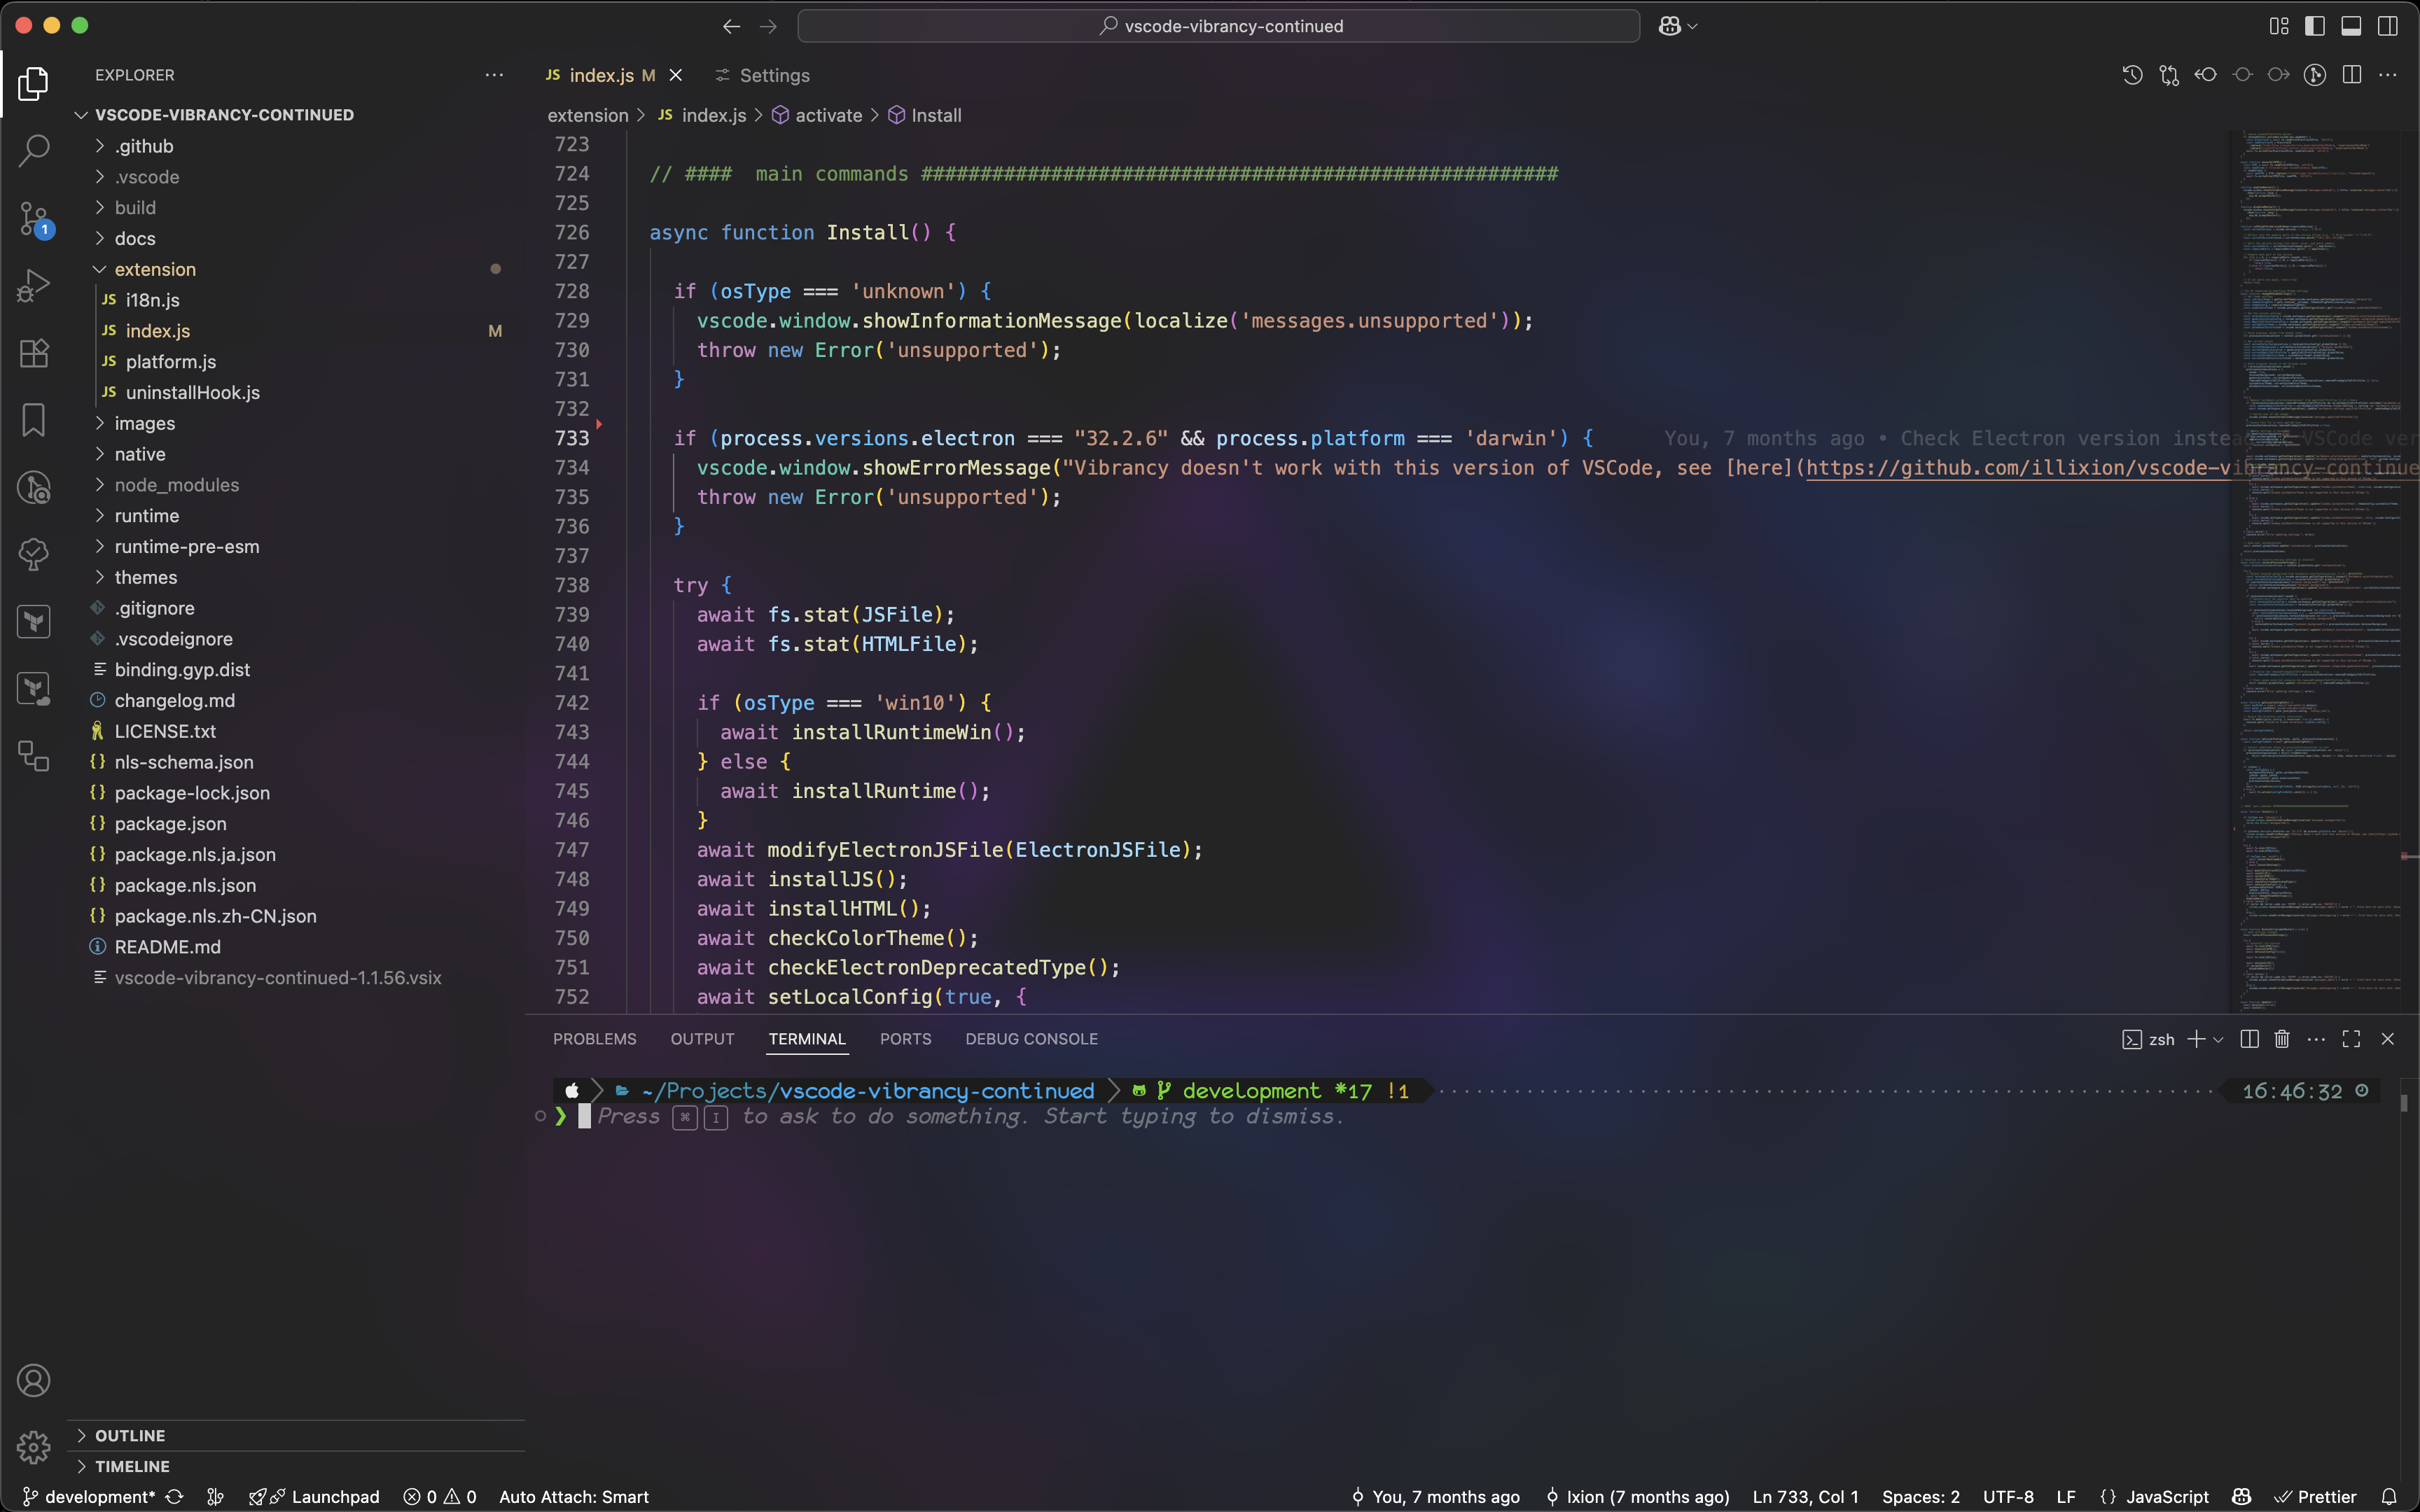 vscode-vibrancy-continued
EXPLORER
VSCODE-VIBRANCY-CONTINUED
.github
.vscode
build
docs
extension
JS i18n.js
JS index.js M
JS platform.js
JS uninstallHook.js
images
native
node_modules
runtime
runtime-pre-esm
themes
.gitignore
.vscodeignore
binding.gyp.dist
changelog.md
LICENSE.txt
{} nls-schema.json
{} package-lock.json
{} package.json
{} package.nls.ja.json
{} package.nls.json
{} package.nls.zh-CN.json
README.md
vscode-vibrancy-continued-1.1.56.vsix
OUTLINE
TIMELINE
1
JS index.js M
Settings
extension > JS index.js > activate > Install
723
724 // #### main commands ######################################################
725
726 async function Install() {
727
728 if (osType === 'unknown') {
729 vscode.window.showInformationMessage(localize('messages.unsupported'));
730 throw new Error('unsupported');
731 }
732
733 if (process.versions.electron === "32.2.6" && process.platform === 'darwin') { You, 7 months ago • Check Electron version instead VSCode ver
734 vscode.window.showErrorMessage("Vibrancy doesn't work with this version of VSCode, see [here](https://github.com/illixion/vscode-vibrancy-continue
735 throw new Error('unsupported');
736 }
737
738 try {
739 await fs.stat(JSFile);
740 await fs.stat(HTMLFile);
741
742 if (osType === 'win10') {
743 await installRuntimeWin();
744 } else {
745 await installRuntime();
746 }
747 await modifyElectronJSFile(ElectronJSFile);
748 await installJS();
749 await installHTML();
750 await checkColorTheme();
751 await checkElectronDeprecatedType();
752 await setLocalConfig(true, {
PROBLEMS OUTPUT TERMINAL PORTS DEBUG CONSOLE
zsh
~/Projects/vscode-vibrancy-continued development *17 !1 16:46:32
❯ Press ⌘ I to ask to do something. Start typing to dismiss.
development* Launchpad 0 0 Auto Attach: Smart You, 7 months ago Ixion (7 months ago) Ln 733, Col 1 Spaces: 2 UTF-8 LF {} JavaScript Prettier